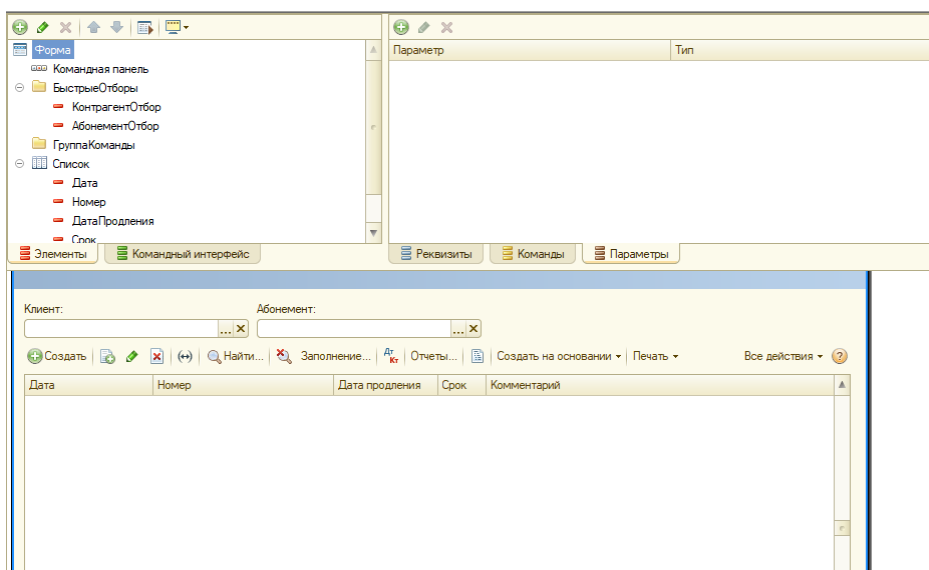 Форма
Командная панель
БыстрыеОтборы
КонтрагентОтбор
АбонементОтбор
ГруппаКоманды
Список
Дата
Номер
ДатаПродления
Срок
Элементы Командный интерфейс
Параметр Тип
Реквизиты Команды Параметры
Клиент: Абонемент:
... x ... x
Создать Найти... Заполнение... Дт Кт Отчеты... Создать на основании Печать Все действия ?
Дата Номер Дата продления Срок Комментарий